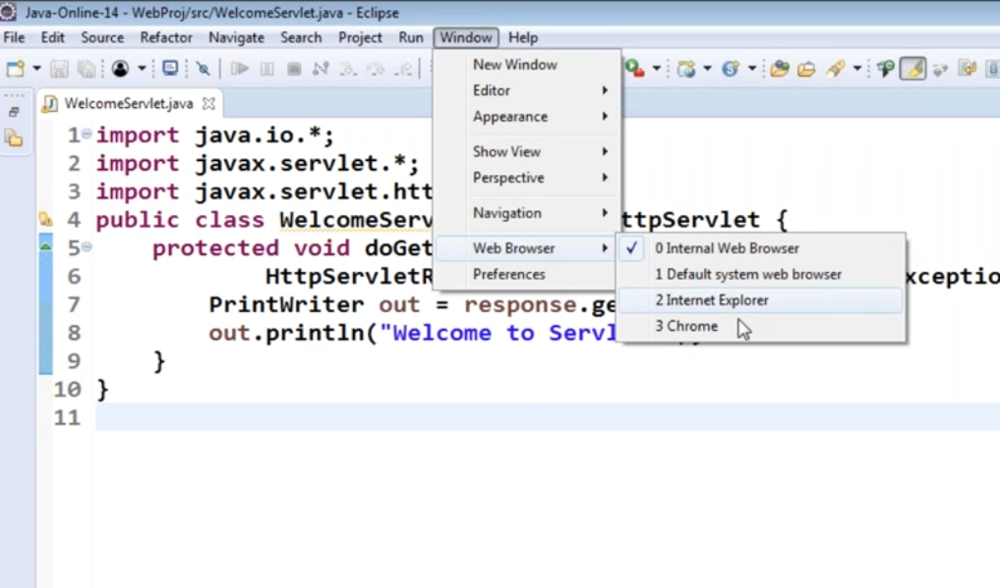 Java-Online-14 - WebProj/src/WelcomeServlet.java - Eclipse
File Edit Source Refactor Navigate Search Project Run Window Help
New Window
Editor
Appearance
Show View
Perspective
Navigation
Web Browser
Preferences
0 Internal Web Browser
1 Default system web browser
2 Internet Explorer
3 Chrome
WelcomeServlet.java
1 import java.io.*;
2 import javax.servlet.*;
3 import javax.servlet.htt
4 public class WelcomeServ ttpServlet {
5 protected void doGet
6 HttpServletR xceptio
7 PrintWriter out = response.ge
8 out.println("Welcome to Servl
9 }
10 }
11